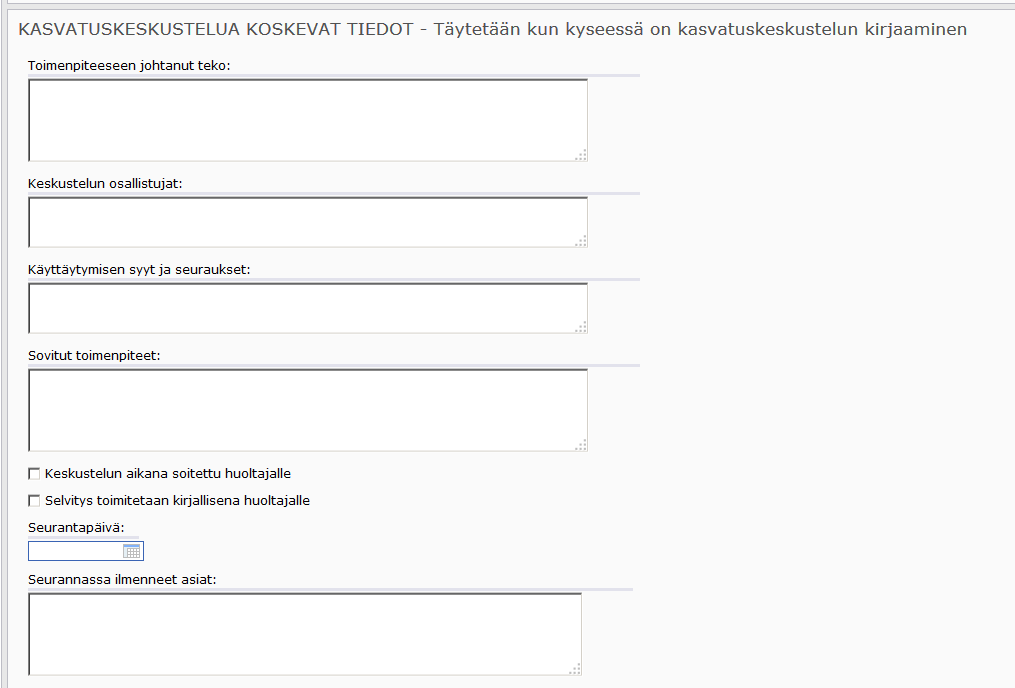 KASVATUSKESKUSTELUA KOSKEVAT TIEDOT - Täytetään kun kyseessä on kasvatuskeskustelun kirjaaminen
Toimenpiteeseen johtanut teko:
Keskustelun osallistujat:
Käyttäytymisen syyt ja seuraukset:
Sovitut toimenpiteet:
Keskustelun aikana soitettu huoltajalle
Selvitys toimitetaan kirjallisena huoltajalle
Seurantapäivä:
Seurannassa ilmenneet asiat: